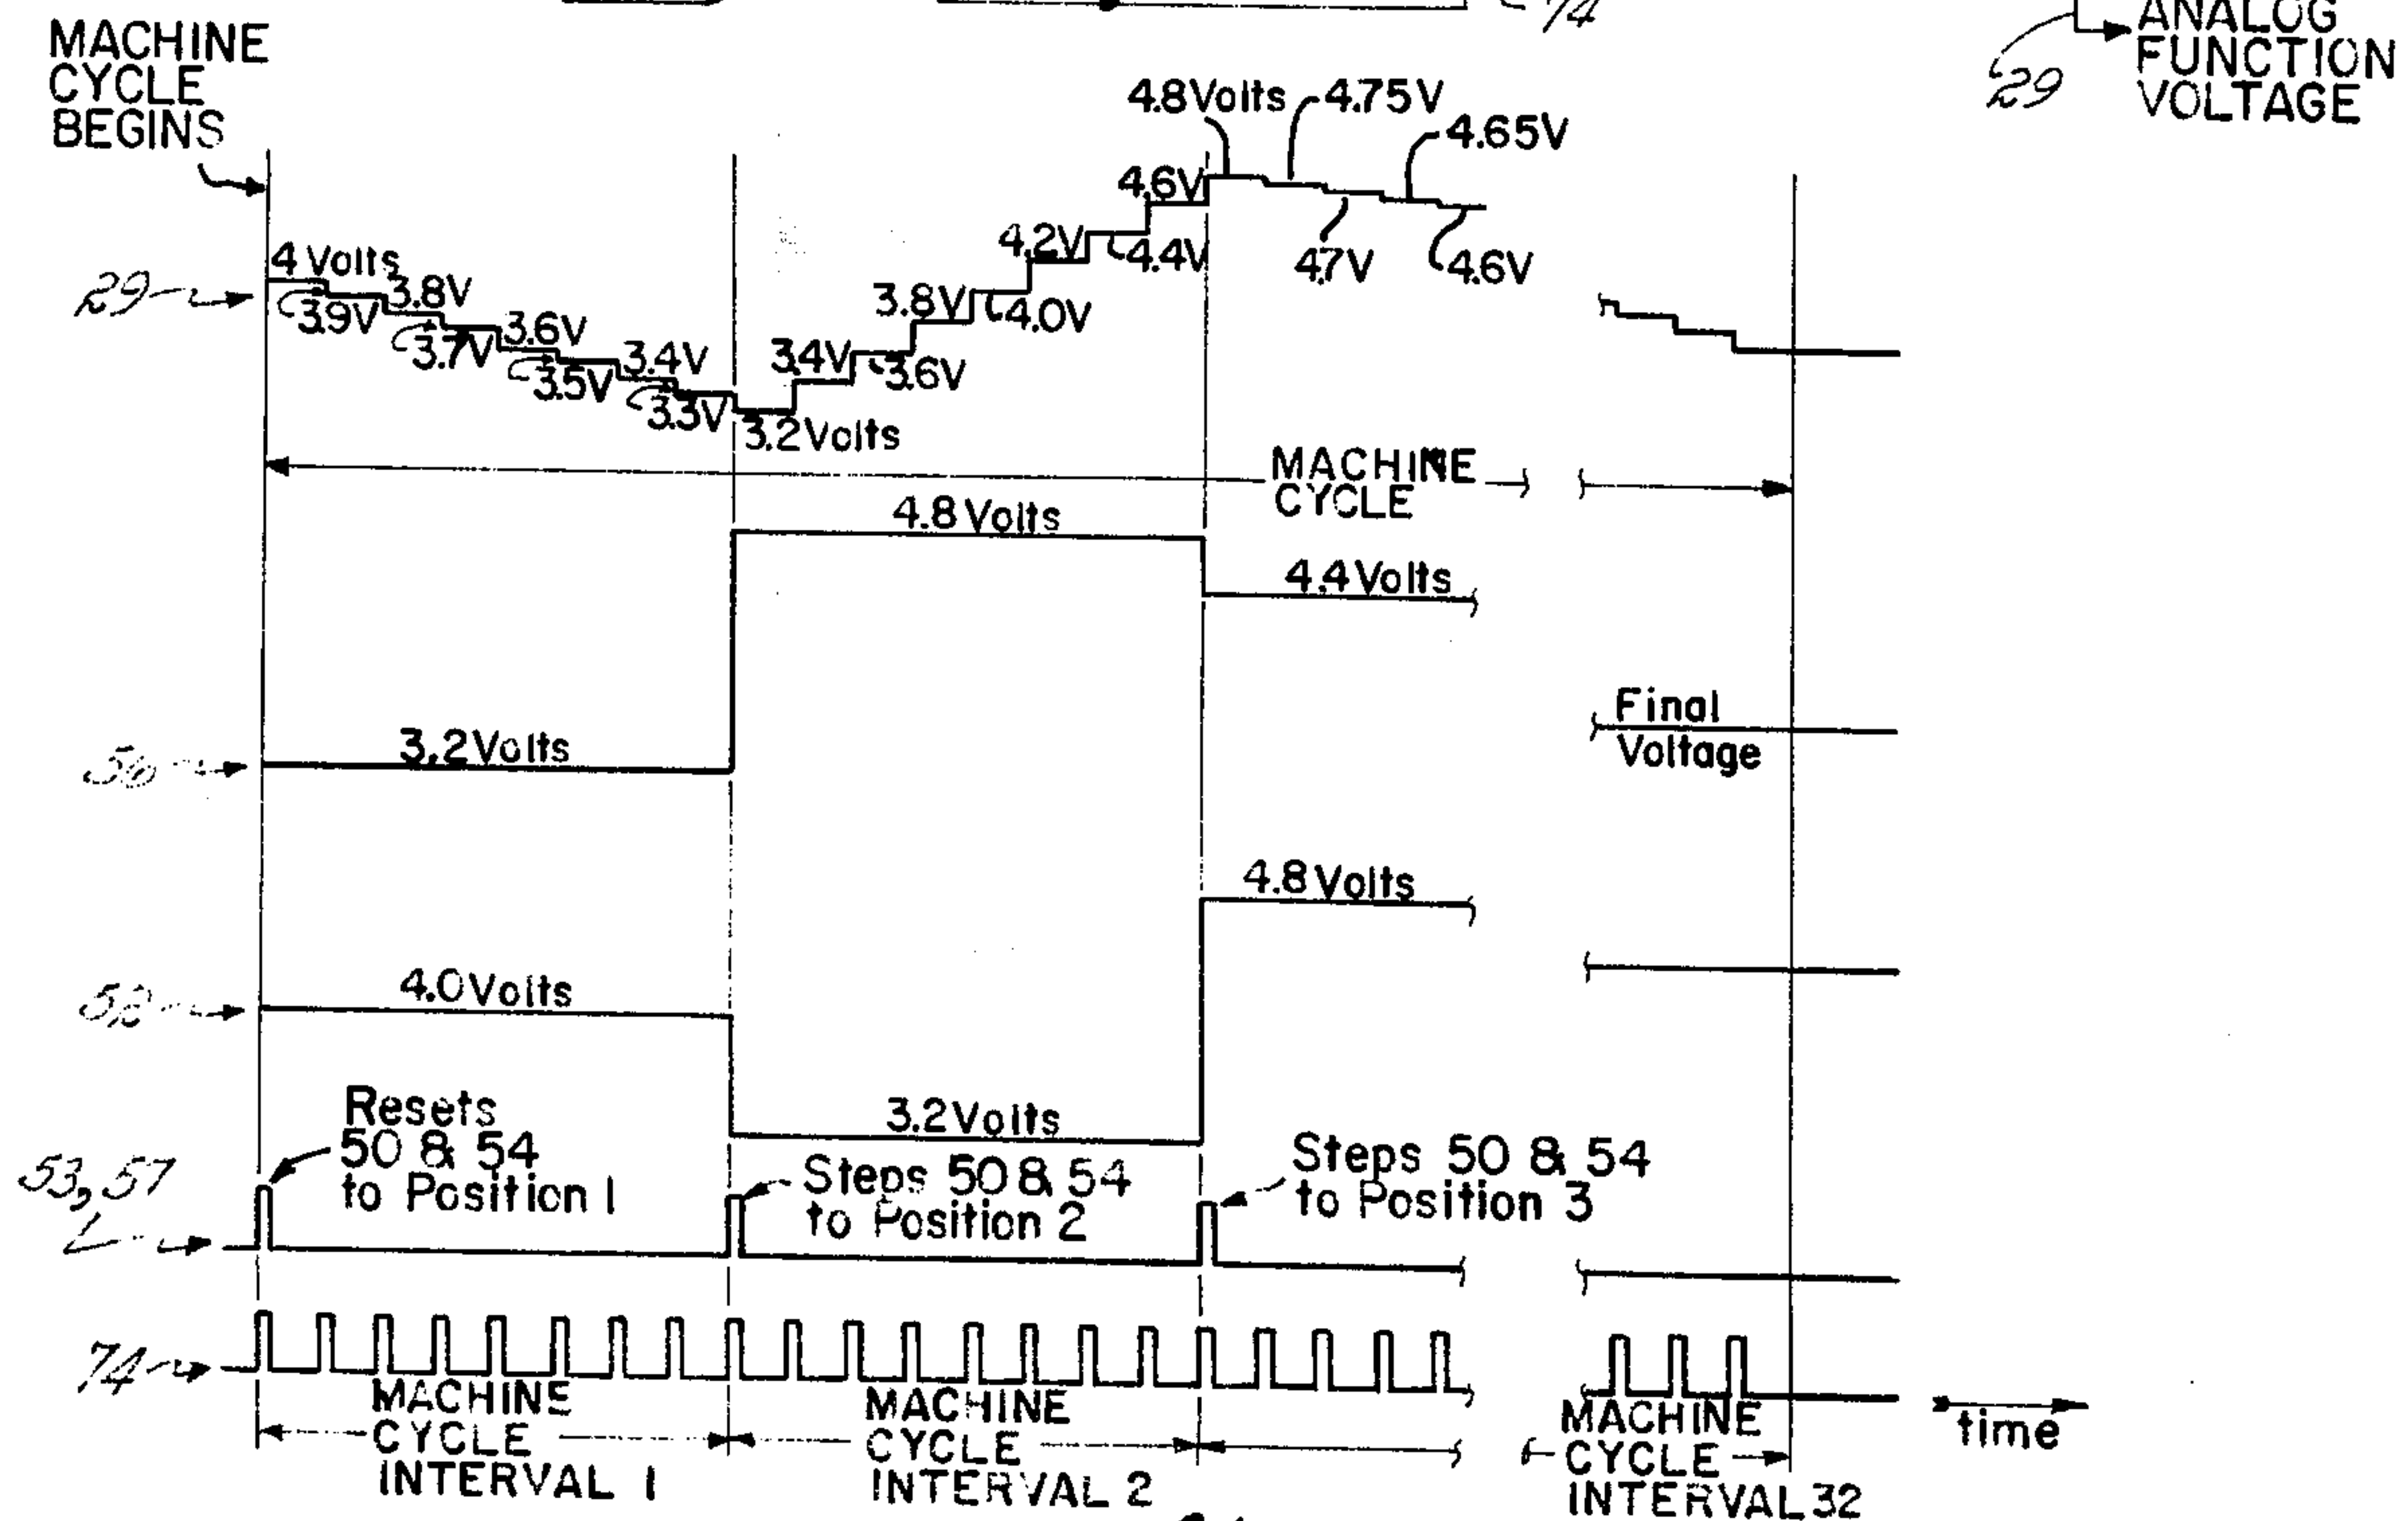 74
ANALOG
FUNCTION
VOLTAGE
29
MACHINE
CYCLE
BEGINS
4.8Volts
4.75V
4.65V
4.6V
4.2V
4.4V
4.7V
4.6V
29
4 Volts
3.9V
3.8V
3.7V
3.6V
3.5V
3.4V
3.3V
3.2Volts
3.4V
3.6V
3.8V
4.0V
MACHINE
CYCLE
4.8 Volts
4.4 Volts
56
3.2Volts
Final
Voltage
4.8 Volts
52
4.0Volts
3.2Volts
53,57
Resets
50 & 54
to Position 1
Steps 50 & 54
to Position 2
Steps 50 & 54
to Position 3
74
MACHINE
CYCLE
INTERVAL 1
MACHINE
CYCLE
INTERVAL 2
MACHINE
CYCLE
INTERVAL 32
time